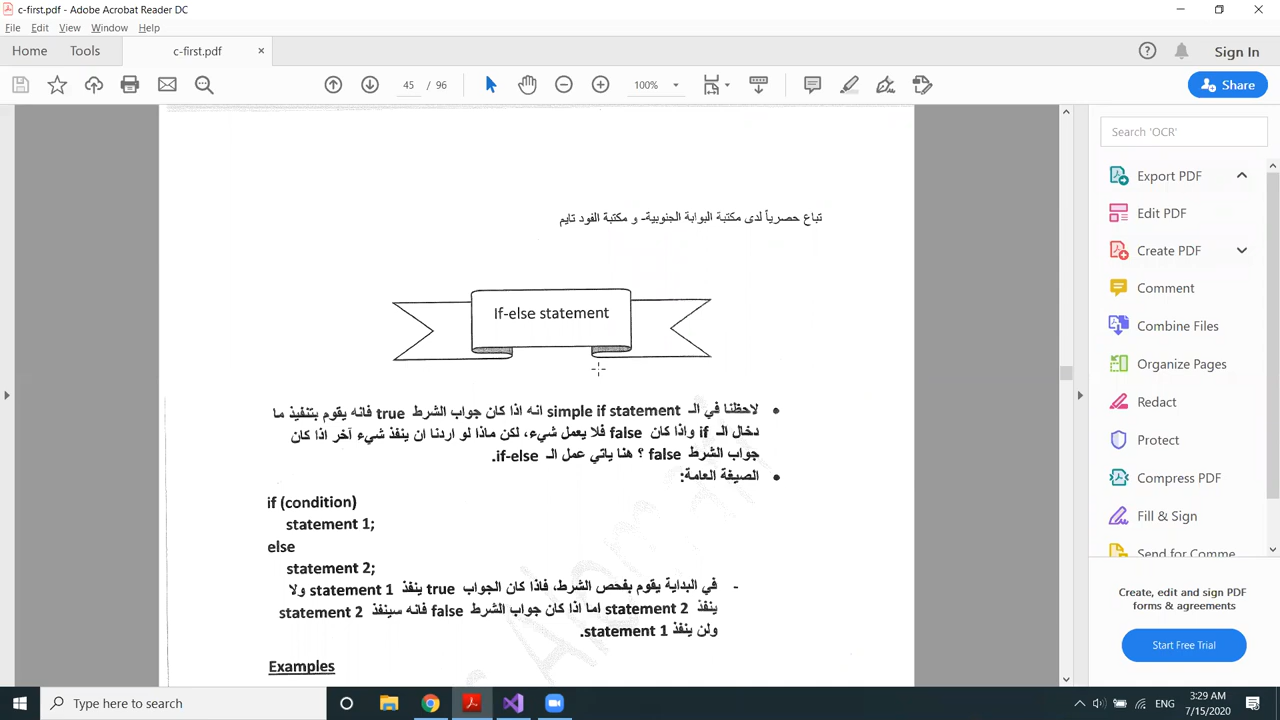 c-first.pdf - Adobe Acrobat Reader DC
File Edit View Window Help
Home Tools c-first.pdf × Sign In
45 / 96 100% Share
Search 'OCR'
Export PDF
Edit PDF
Create PDF
Comment
Combine Files
Organize Pages
Redact
Protect
Compress PDF
Fill & Sign
Send for Comme
Create, edit and sign PDF
forms & agreements
Start Free Trial
تباع حصرياً لدى مكتبة البوابة الجنوبية- و مكتبة الفود تايم
If-else statement
• لاحظنا في الـ simple if statement انه اذا كان جواب الشرط true فانه يقوم بتنفيذ ما
دخال الـ if واذا كان false فلا يعمل شيء، لكن ماذا لو اردنا ان ينفذ شيء آخر اذا كان
جواب الشرط false ؟ هنا ياتي عمل الـ if-else.
• الصيغة العامة:
if (condition)
statement 1;
else
statement 2;
- في البداية يقوم بفحص الشرط، فاذا كان الجواب true ينفذ statement 1 ولا
ينفذ statement 2 اما اذا كان جواب الشرط false فانه سينفذ statement 2
ولن ينفذ statement 1.
Examples
Type here to search
ENG
3:29 AM
7/15/2020